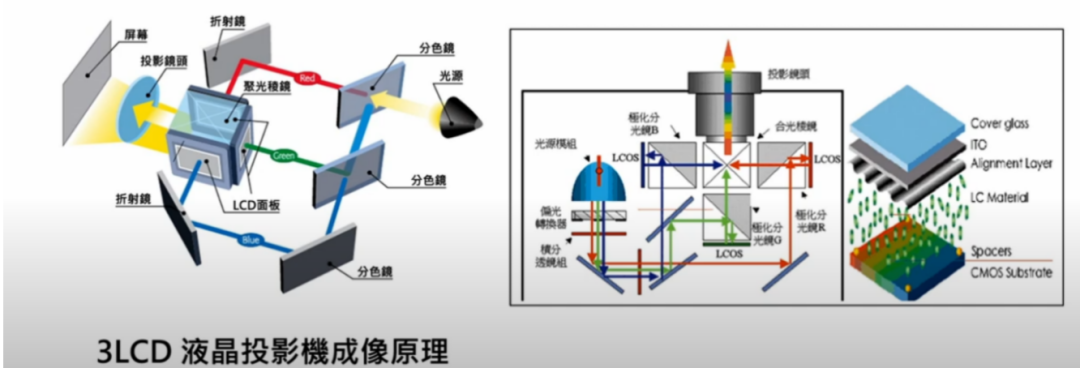 屏幕
投影鏡頭
折射鏡
聚光稜鏡
Red
分色鏡
光源
Green
分色鏡
折射鏡
LCD面板
Blue
分色鏡
3LCD 液晶投影機成像原理
投影鏡頭
極化分
光鏡B
合光稜鏡
光源模組
LCOS
LCOS
偏光
轉換器
積分
透鏡組
極化分
光鏡G
極化分
光鏡R
LCOS
Cover glass
ITO
Alignment Layer
LC Material
Spacers
CMOS Substrate